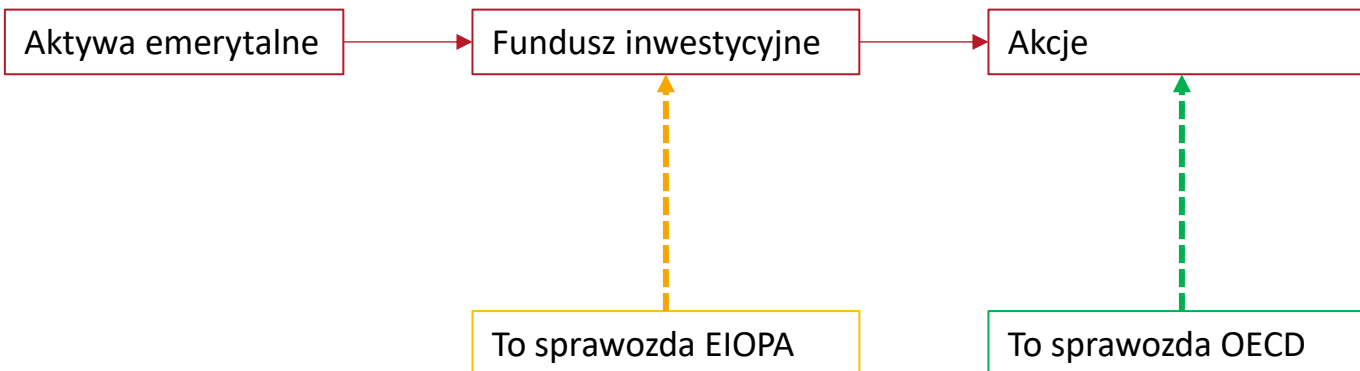 Aktywa emerytalne
Fundusz inwestycyjne
Akcje
To sprawozda EIOPA
To sprawozda OECD